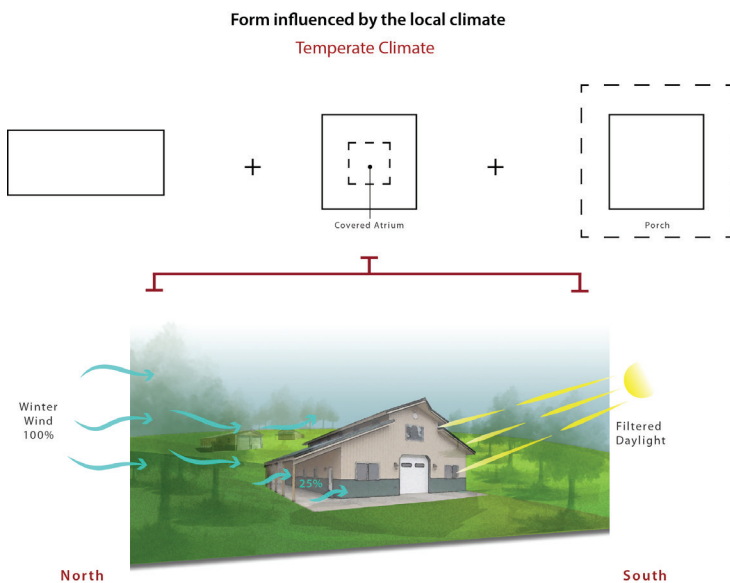 Form influenced by the local climate
Temperate Climate
Covered Atrium
Porch
Winter
Wind
100%
Filtered
Daylight
25%
North
South